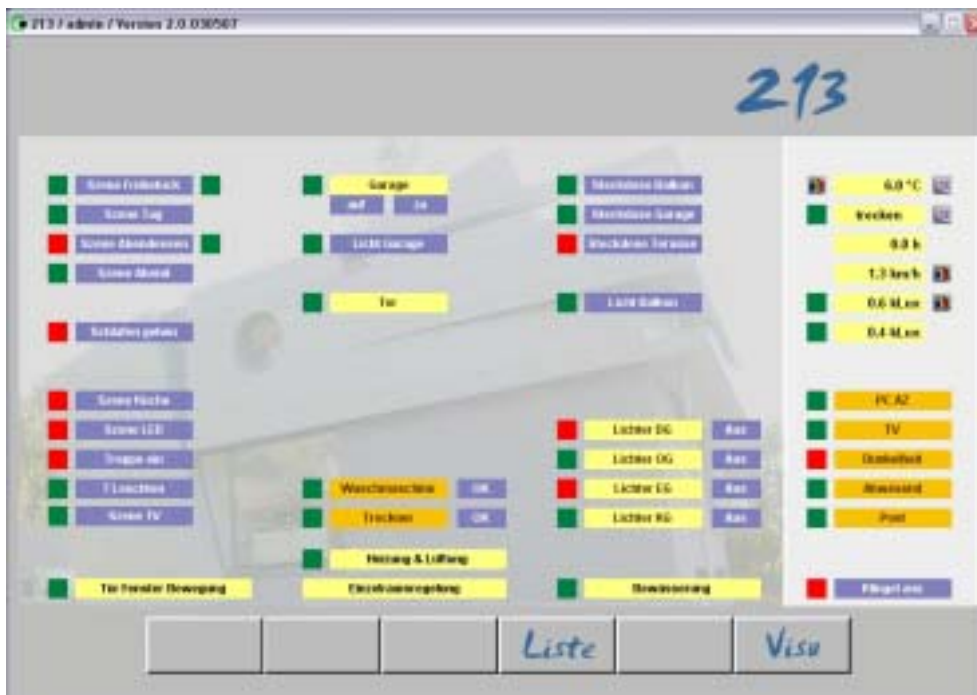 213 / admin / Version 2.0.030507
213
Szene Frühstück
Szene Tag
Szene Abendessen
Szene Abend
Schlafen gehen
Szene Küche
Szene LED
Treppe ein
T Leuchten
Szene TV
Tür Fenster Bewegung
Garage
auf zu
Licht Garage
Tor
Waschmaschine OK
Trockner OK
Heizung & Lüftung
Einzelraumregelung
Steckdose Balkon
Steckdose Garage
Steckdose Terasse
Licht Balkon
Lichter DG Aus
Lichter OG Aus
Lichter EG Aus
Lichter KG Aus
Bewässerung
6.0 °C
trocken
0.0 h
1.3 km/h
0.6 kLux
0.4 kLux
PC AZ
TV
Dunkelheit
Abwesend
Post
Klingel aus
Liste
Visu